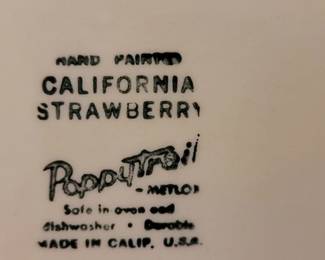 HAND PAINTED
CALIFORNIA
STRAWBERRY
Poppytrail
- METLOX
Safe in oven and
dishwasher • Durable
MADE IN CALIF. U.S.A.